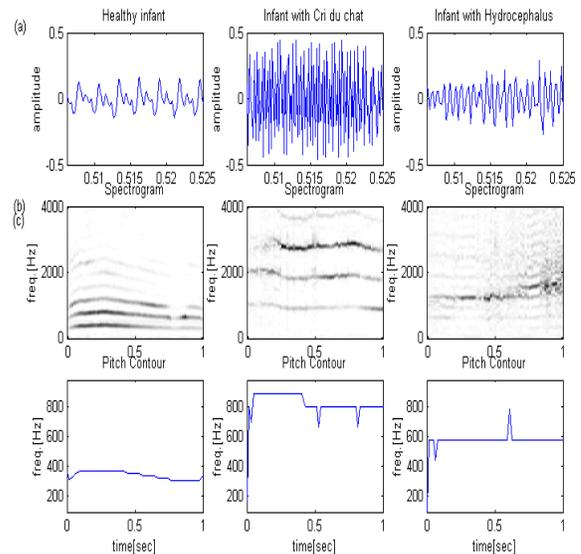 Healthy infant Infant with Cri du chat Infant with Hydrocephalus
(a)
0.5 0.5 0.5
amplitude amplitude amplitude
0 0 0
-0.5 -0.5 -0.5
0.51 0.515 0.52 0.525 0.51 0.515 0.52 0.525 0.51 0.515 0.52 0.525
Spectrogram Spectrogram Spectrogram
(b)
(c)
4000 4000 4000
freq.[Hz] freq.[Hz] freq.[Hz]
2000 2000 2000
0 0 0
0 0.5 1 0 0.5 1 0 0.5 1
Pitch Contour Pitch Contour Pitch Contour
800 800 800
freq.[Hz] freq.[Hz] freq.[Hz]
600 600 600
400 400 400
200 200 200
0 0.5 1 0 0.5 1 0 0.5 1
time[sec] time[sec] time[sec]